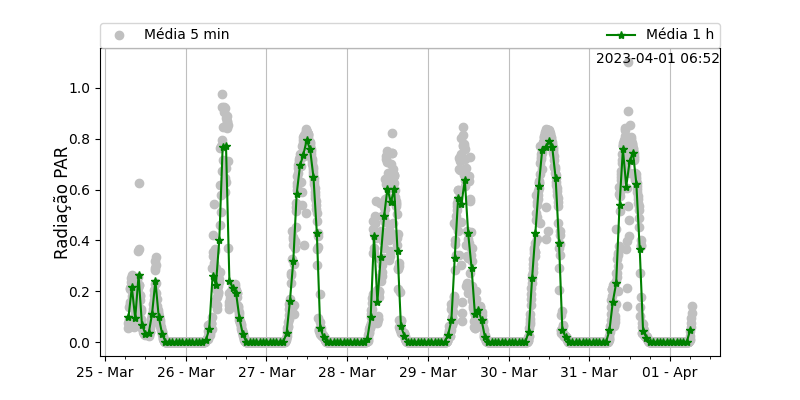 Média 5 min
Média 1 h
2023-04-01 06:52
Radiação PAR
1.0
0.8
0.6
0.4
0.2
0.0
25 - Mar
26 - Mar
27 - Mar
28 - Mar
29 - Mar
30 - Mar
31 - Mar
01 - Apr